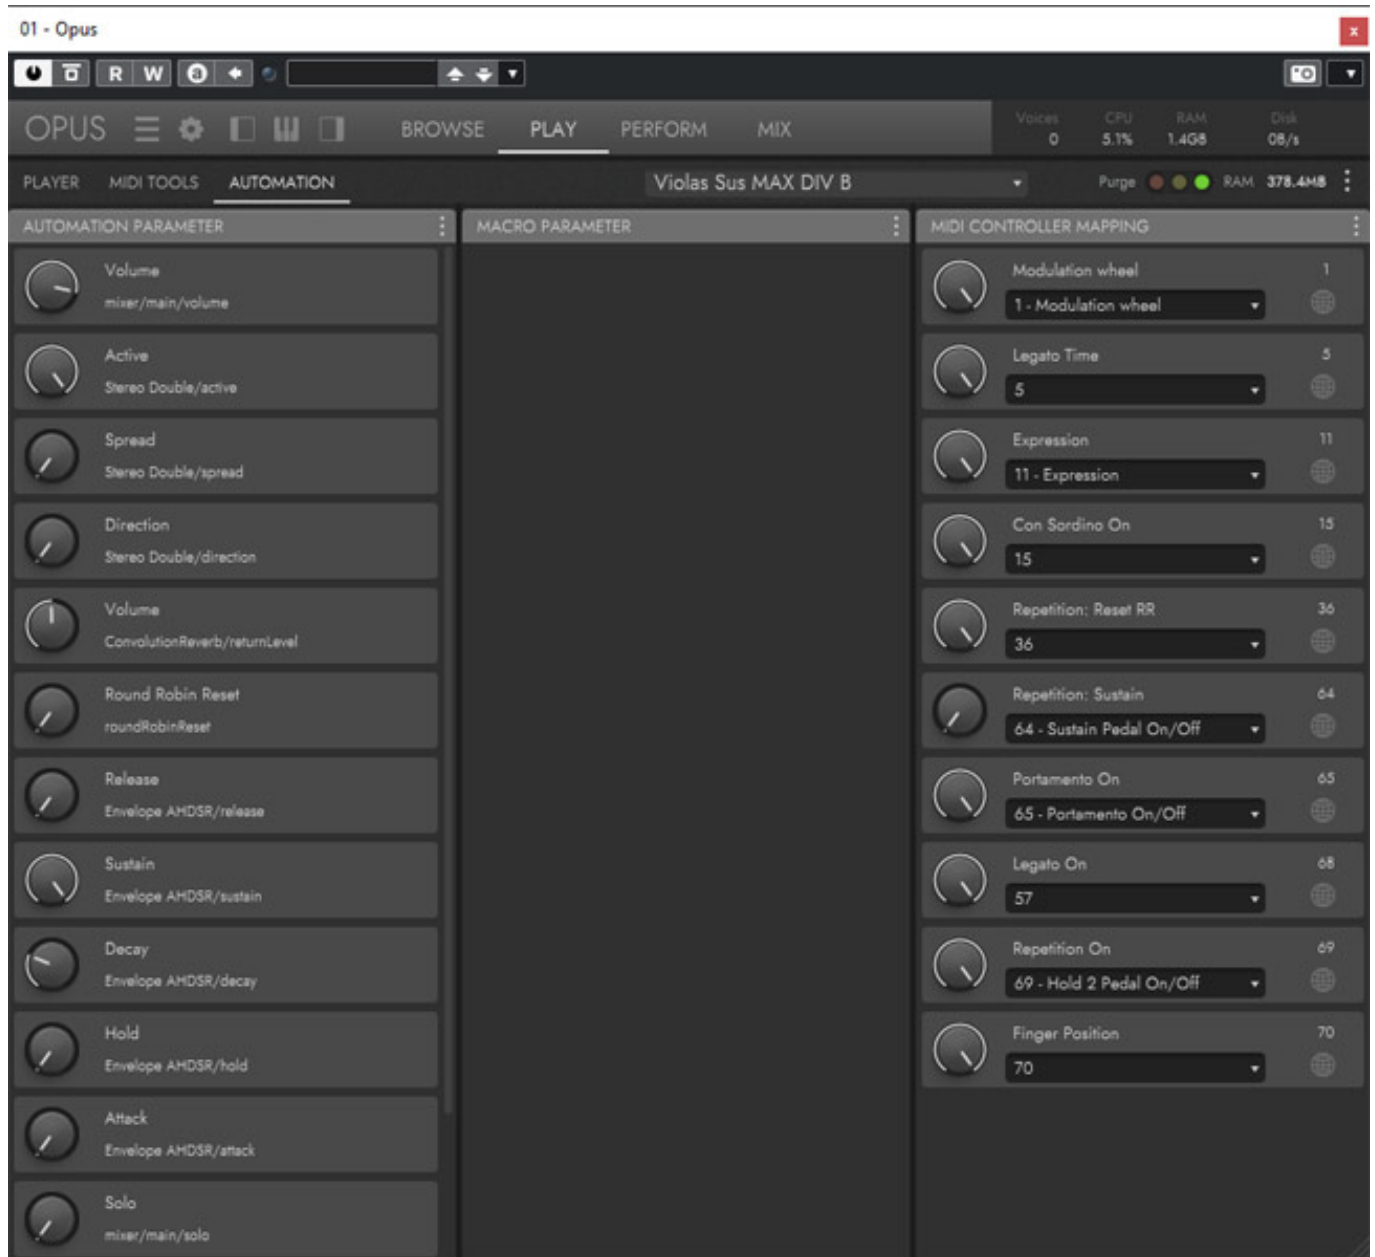 01 - Opus
x
R W a
OPUS BROWSE PLAY PERFORM MIX Voices CPU RAM Disk
0 5.1% 1.4GB 0B/s
PLAYER MIDI TOOLS AUTOMATION Violas Sus MAX DIV B Purge RAM 378.4MB
AUTOMATION PARAMETER
Volume
mixer/main/volume
Active
Stereo Double/active
Spread
Stereo Double/spread
Direction
Stereo Double/direction
Volume
ConvolutionReverb/returnLevel
Round Robin Reset
roundRobinReset
Release
Envelope AHDSR/release
Sustain
Envelope AHDSR/sustain
Decay
Envelope AHDSR/decay
Hold
Envelope AHDSR/hold
Attack
Envelope AHDSR/attack
Solo
mixer/main/solo
MACRO PARAMETER
MIDI CONTROLLER MAPPING
Modulation wheel 1
1 - Modulation wheel
Legato Time 5
5
Expression 11
11 - Expression
Con Sordino On 15
15
Repetition: Reset RR 36
36
Repetition: Sustain 64
64 - Sustain Pedal On/Off
Portamento On 65
65 - Portamento On/Off
Legato On 68
57
Repetition On 69
69 - Hold 2 Pedal On/Off
Finger Position 70
70